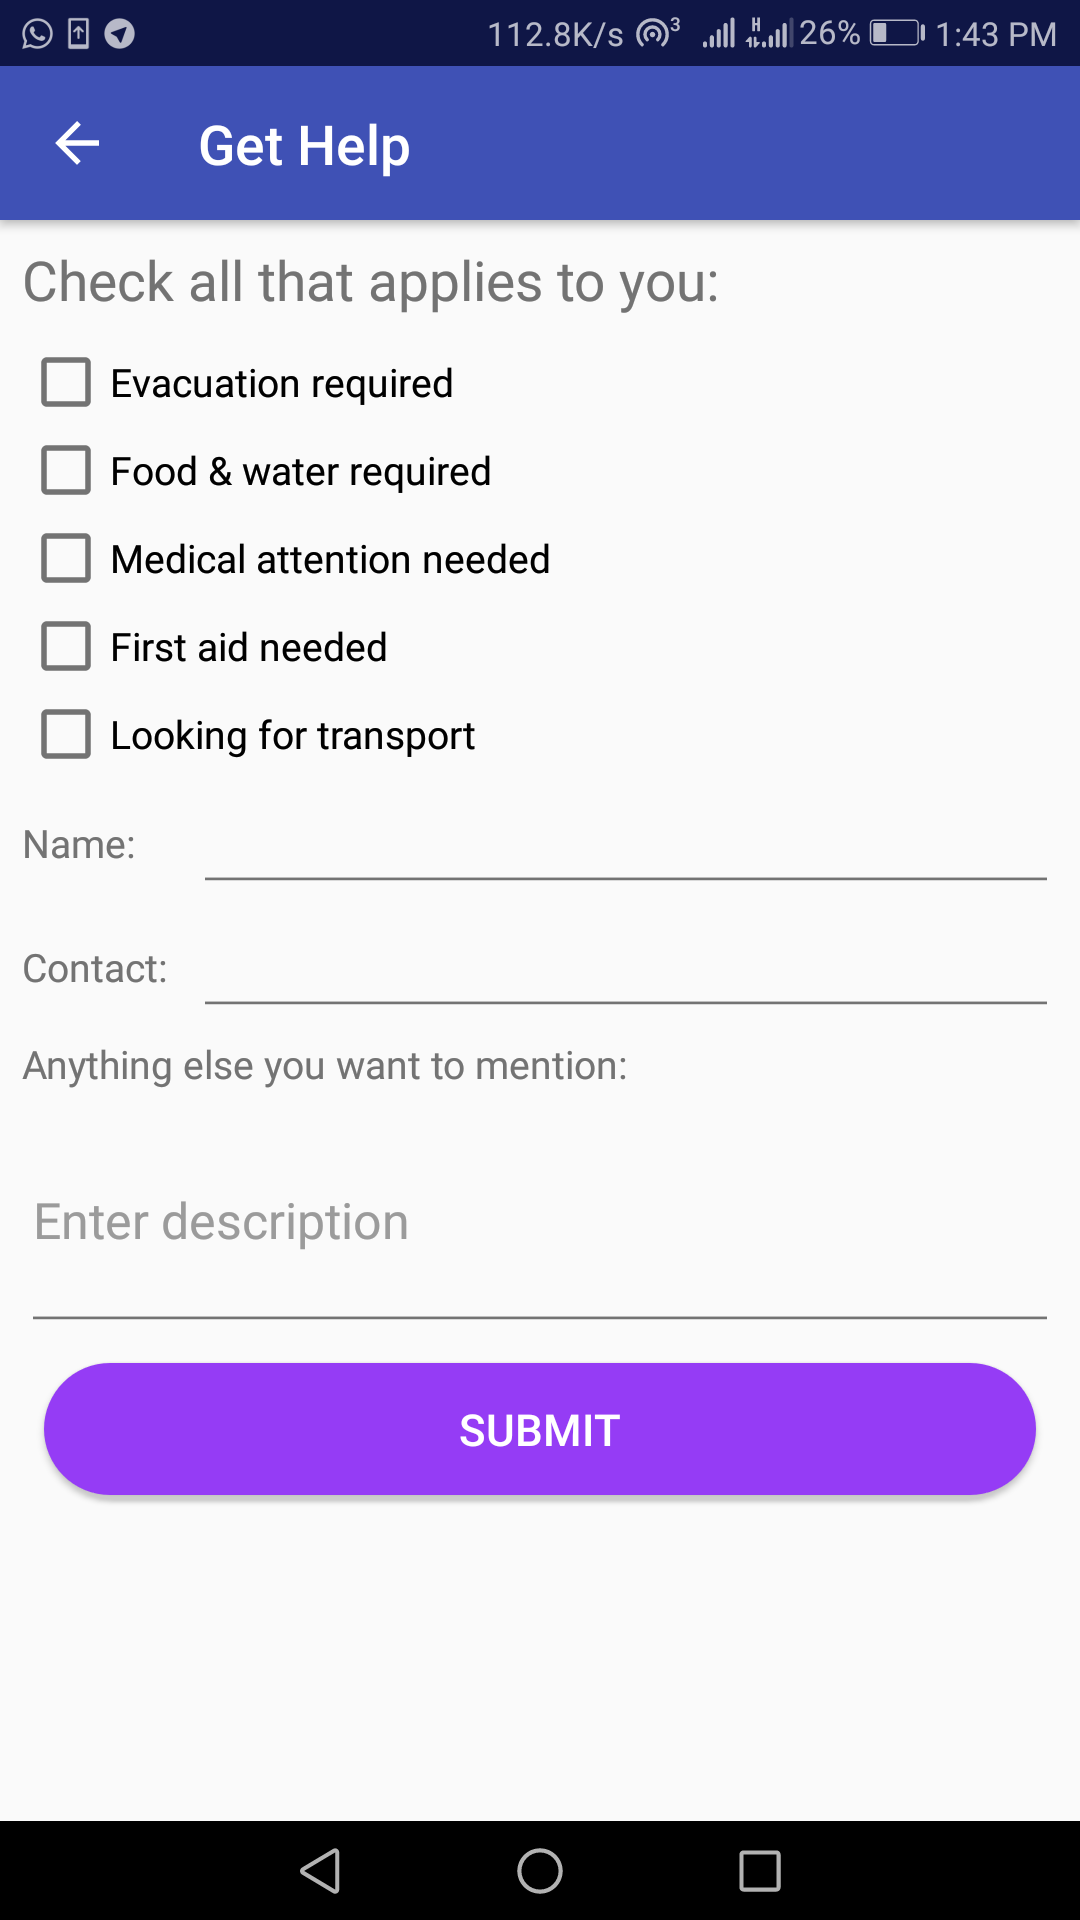 112.8K/s 3 H 26% 1:43 PM
Get Help
Check all that applies to you:
Evacuation required
Food & water required
Medical attention needed
First aid needed
Looking for transport
Name:
Contact:
Anything else you want to mention:
Enter description
SUBMIT